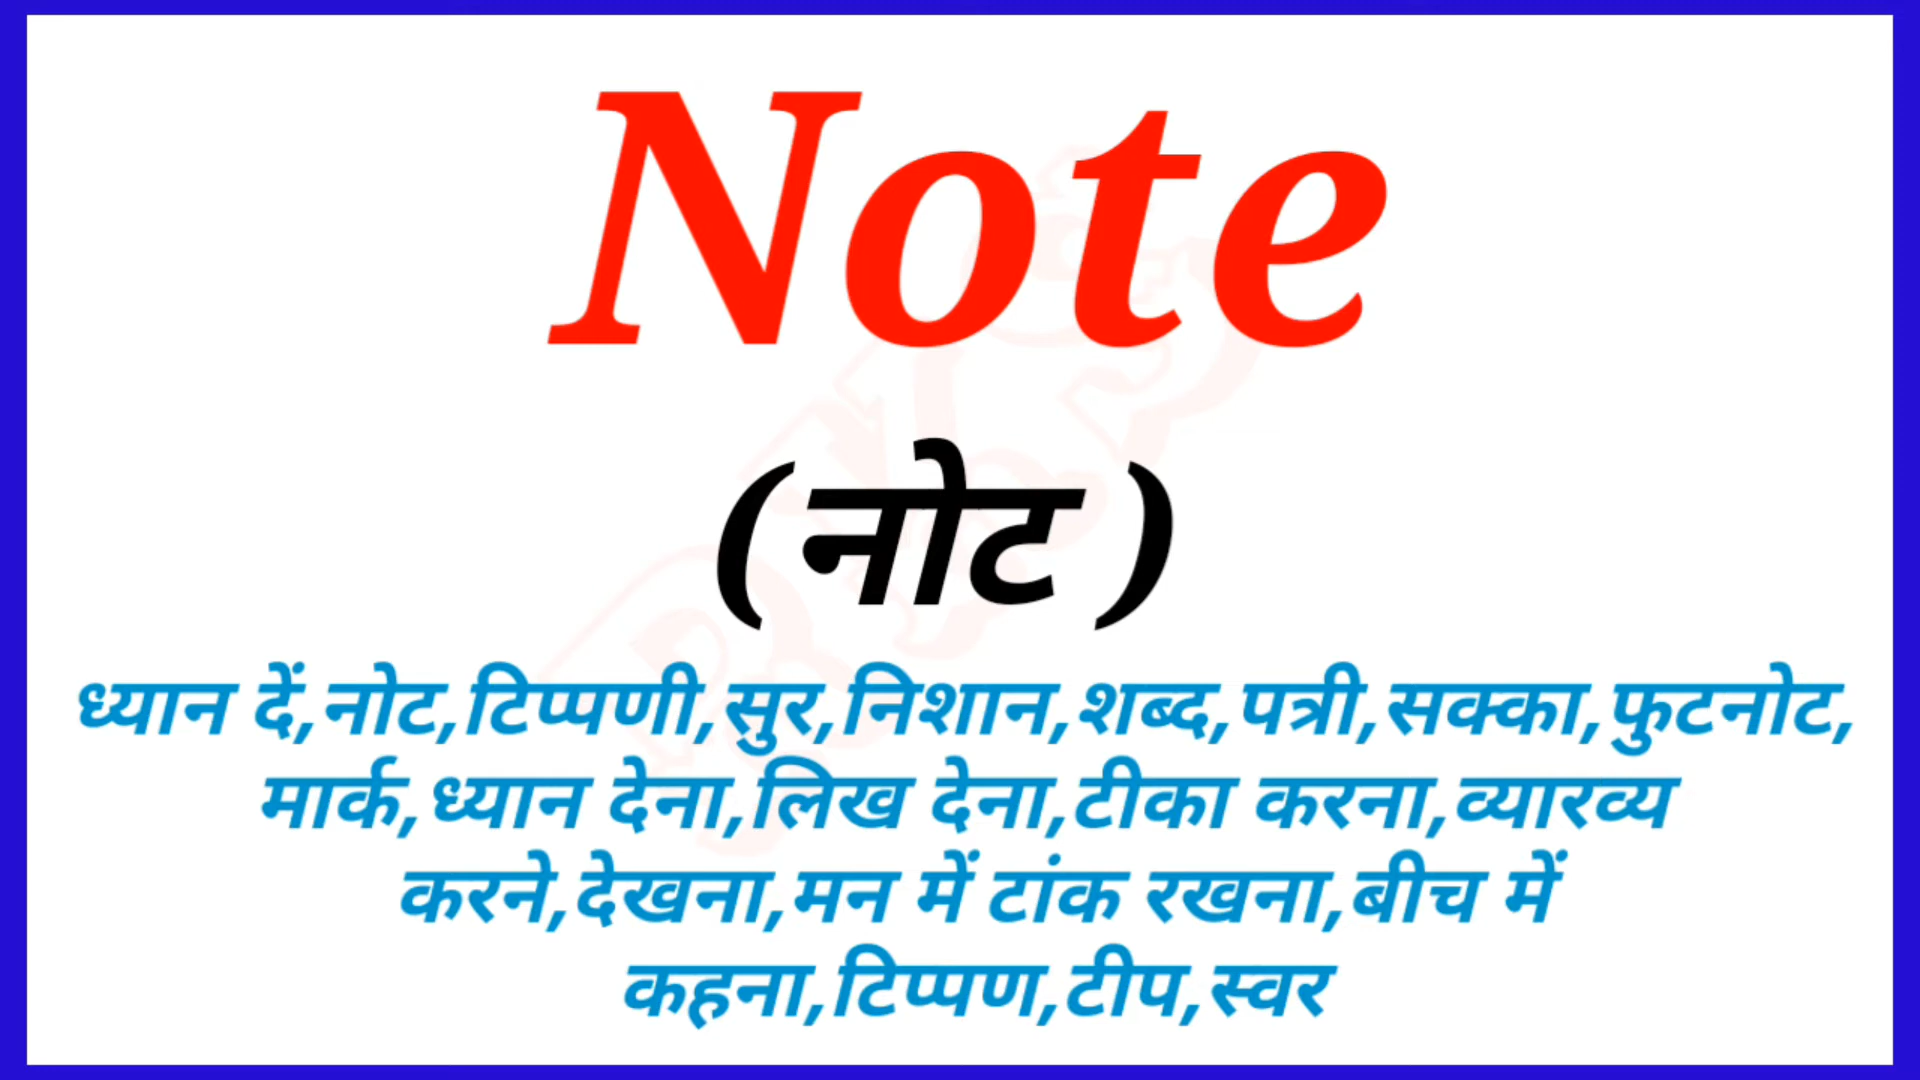 Note
(नोट )
ध्यान दें,नोट,टिप्पणी,सुर,निशान,शब्द,पत्री,सक्का,फुटनोट,
मार्क,ध्यान देना,लिख देना,टीका करना,व्यारव्य
करने,देखना,मन में टांक रखना,बीच में
कहना,टिप्पण,टीप,स्वर